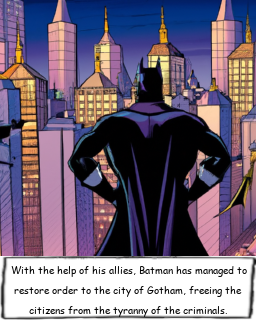 With the help of his allies, Batman has managed to
restore order to the city of Gotham, freeing the
citizens from the tyranny of the criminals.